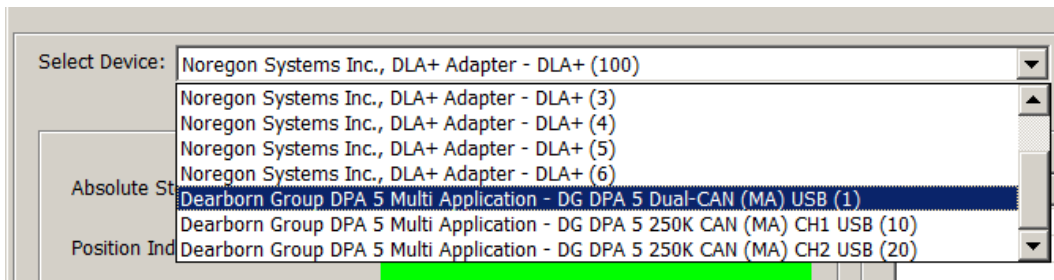 Select Device: Noregon Systems Inc., DLA+ Adapter - DLA+ (100)
Noregon Systems Inc., DLA+ Adapter - DLA+ (3)
Noregon Systems Inc., DLA+ Adapter - DLA+ (4)
Noregon Systems Inc., DLA+ Adapter - DLA+ (5)
Noregon Systems Inc., DLA+ Adapter - DLA+ (6)
Absolute St
Dearborn Group DPA 5 Multi Application - DG DPA 5 Dual-CAN (MA) USB (1)
Dearborn Group DPA 5 Multi Application - DG DPA 5 250K CAN (MA) CH1 USB (10)
Position Ind
Dearborn Group DPA 5 Multi Application - DG DPA 5 250K CAN (MA) CH2 USB (20)